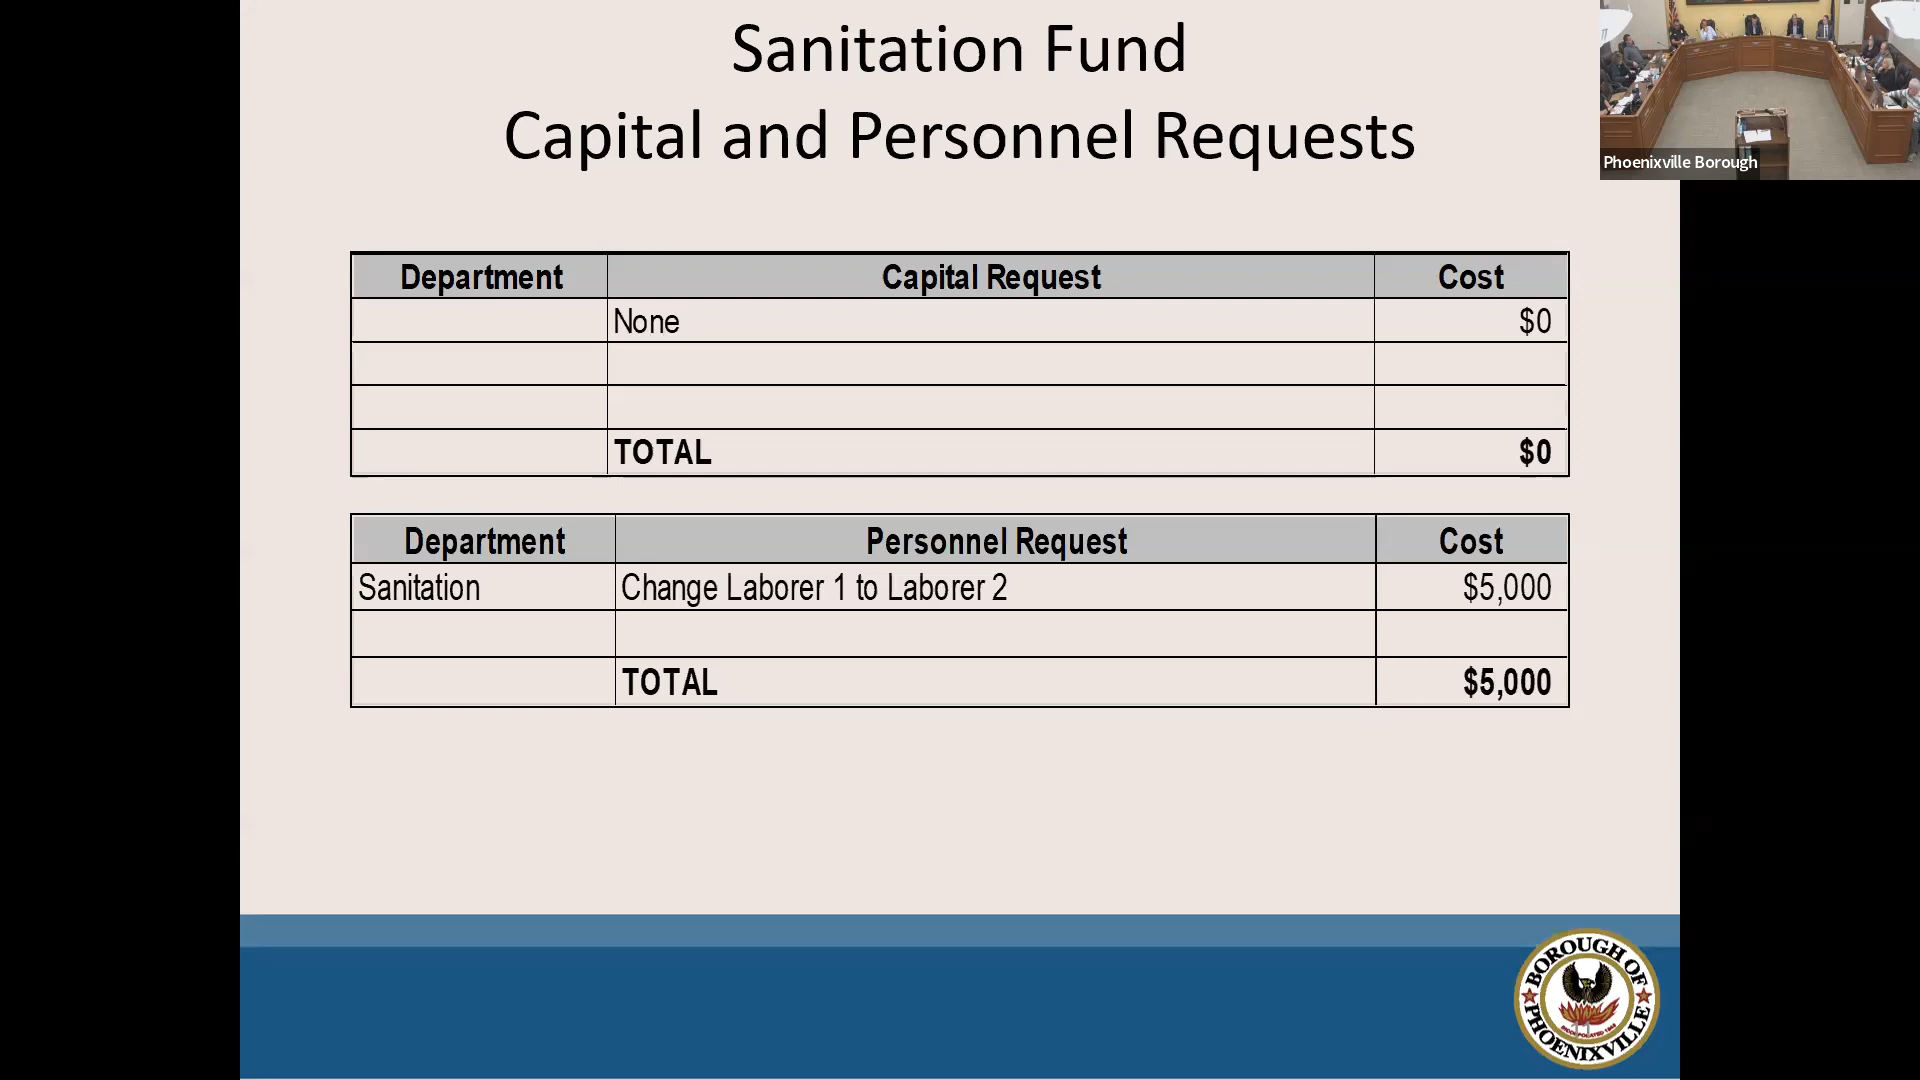 Sanitation Fund
Capital and Personnel Requests
Phoenixville Borough
Department Capital Request Cost
None $0
TOTAL $0
Department Personnel Request Cost
Sanitation Change Laborer 1 to Laborer 2 $5,000
TOTAL $5,000
BOROUGH OF
PHOENIXVILLE